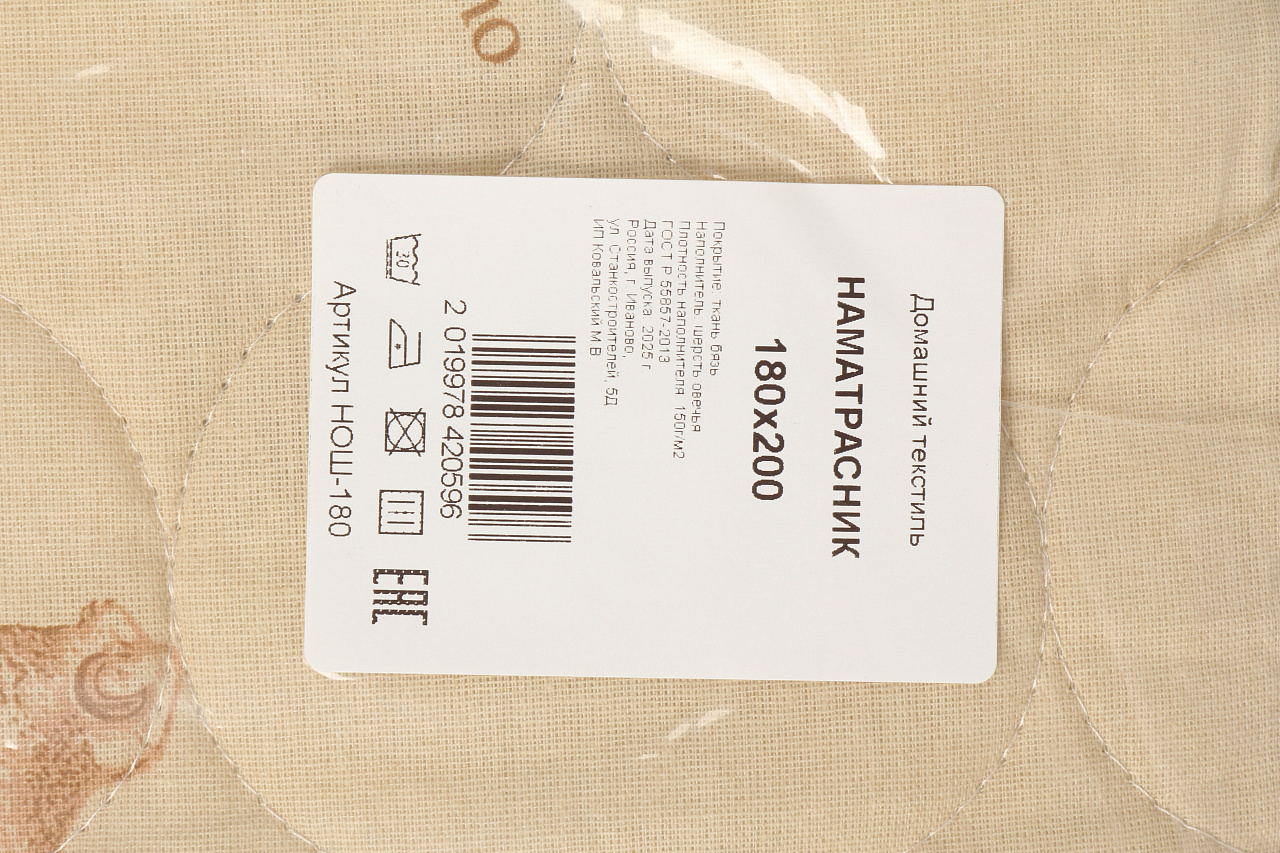 Домашний текстиль
НАМАТРАСНИК
180х200
Покрытие: ткань бязь
Наполнитель: шерсть овечья
Плотность наполнителя: 150г/м2
ГОСТ Р 55857-2013
Дата выпуска: 2025 г.
Россия, г. Иваново,
ул. Станкостроителей, 5Д
ИП Ковальский М.В.
2 019978 420596
30
EAC
Артикул НОШ-180